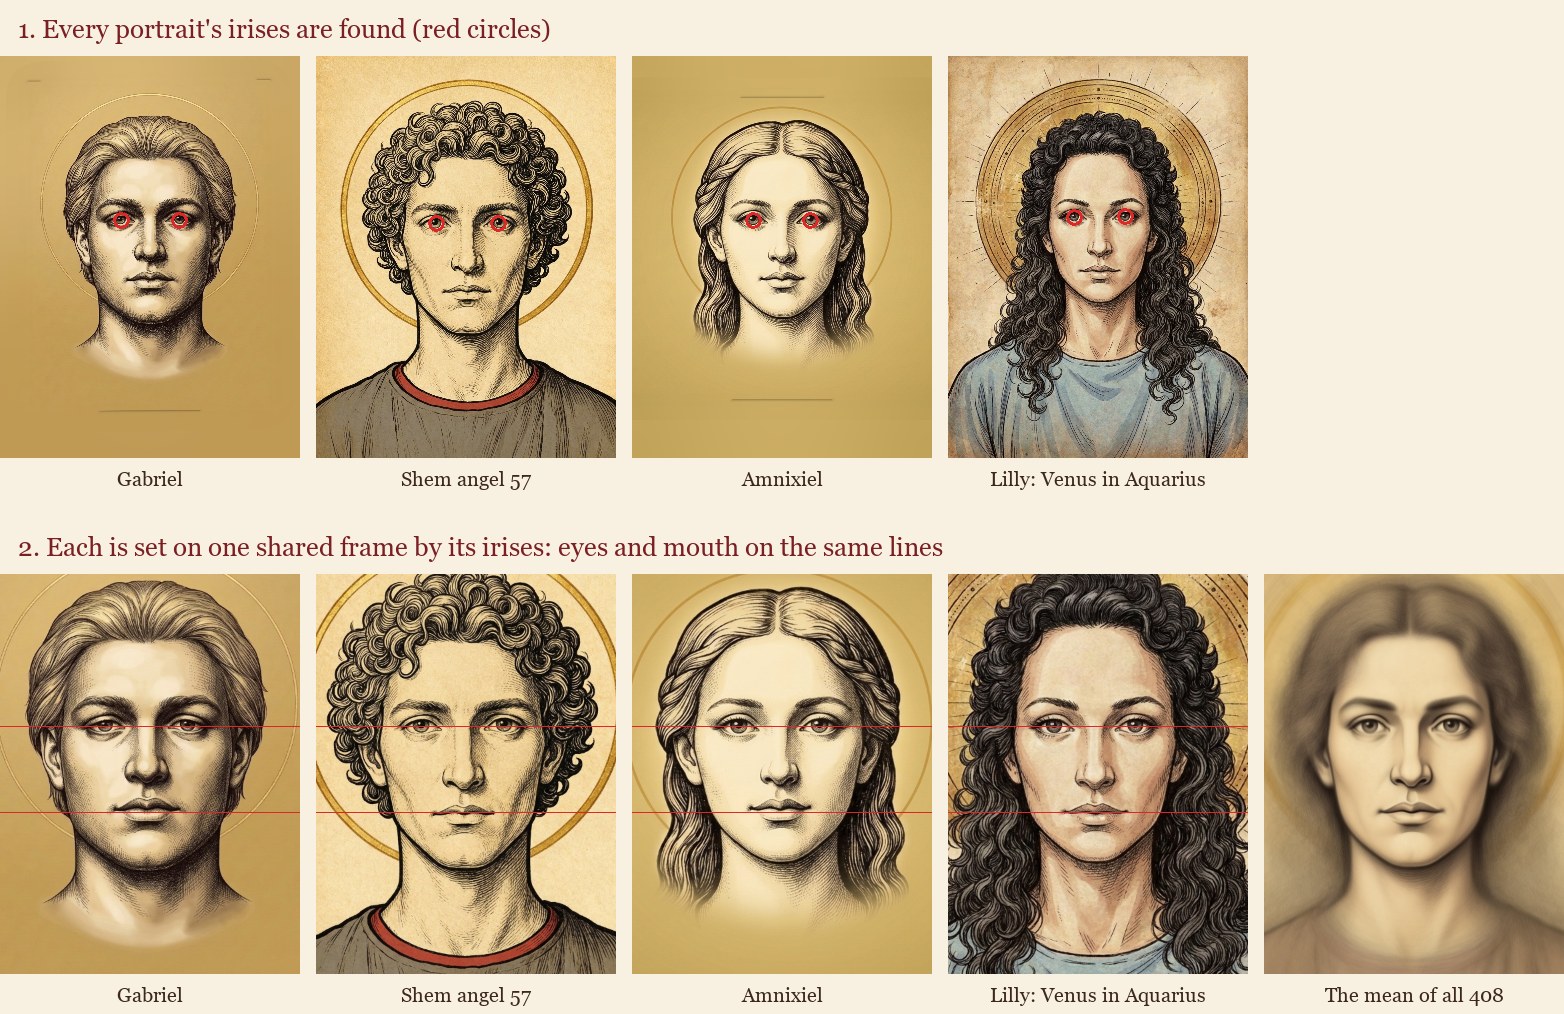 1. Every portrait's irises are found (red circles)
Gabriel
Shem angel 57
Amnixiel
Lilly: Venus in Aquarius
2. Each is set on one shared frame by its irises: eyes and mouth on the same lines
Gabriel
Shem angel 57
Amnixiel
Lilly: Venus in Aquarius
The mean of all 408